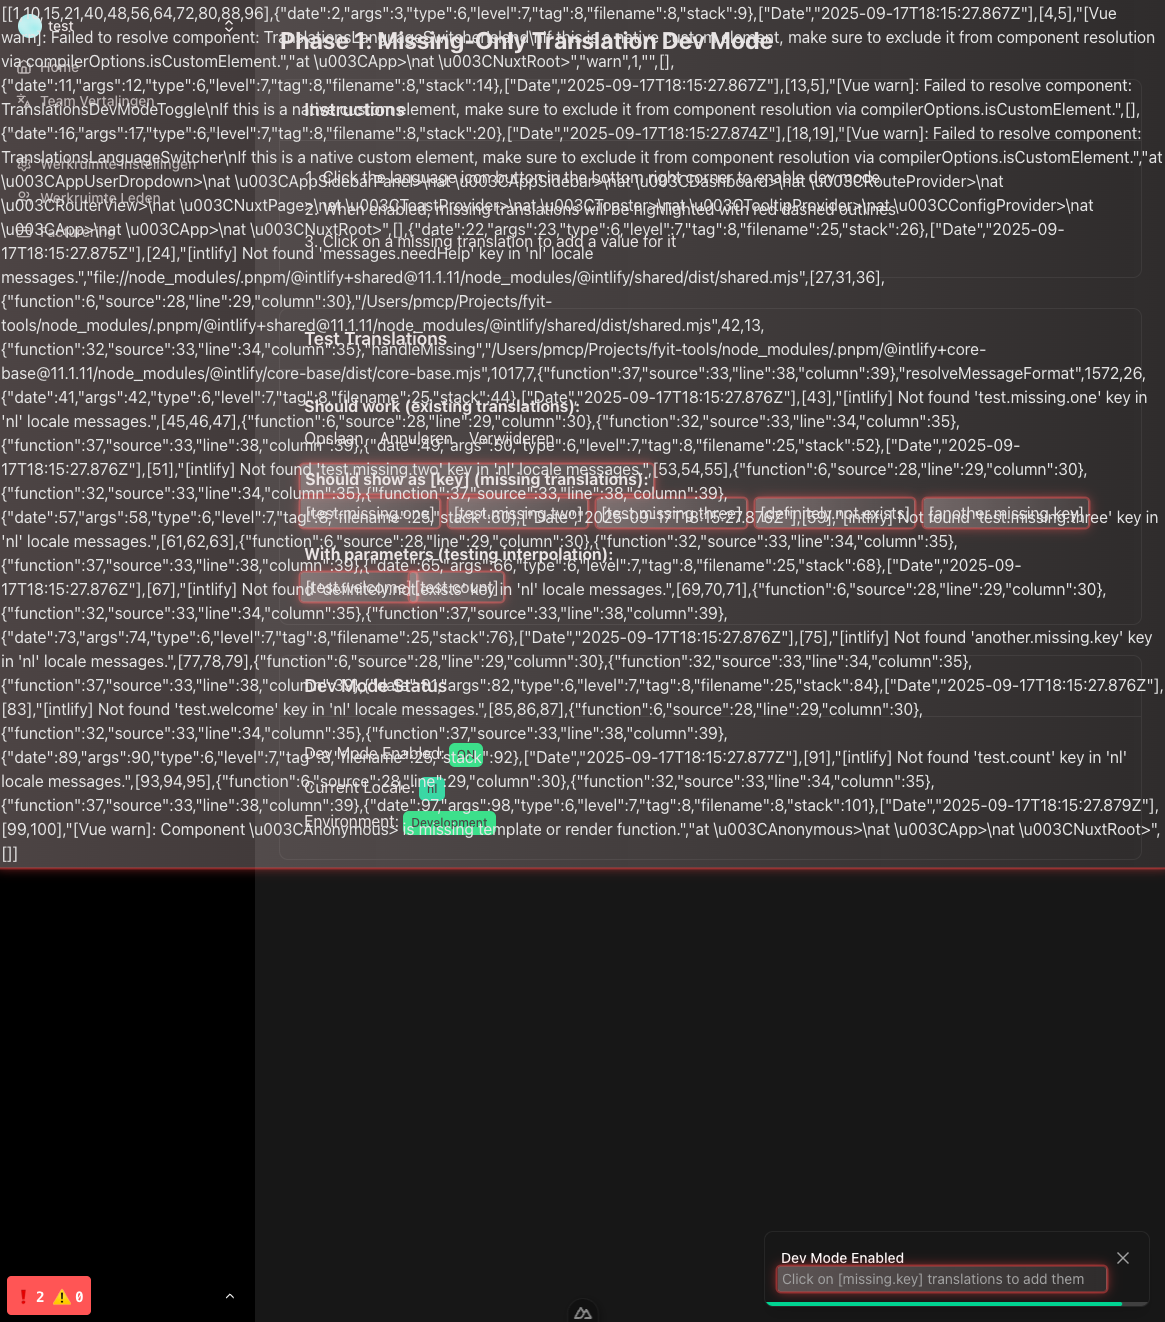 [[1,10,15,21,40,48,56,64,72,80,88,96],{"date":2,"args":3,"type":6,"level":7,"tag":8,"filename":8,"stack":9},["Date","2025-09-17T18:15:27.867Z"],[4,5],"[Vue
warn]: Failed to resolve component: TranslationsLanguageSwitcherIsland\nIf this is a native custom element, make sure to exclude it from component resolution
via compilerOptions.isCustomElement.","at \u003CApp>\nat \u003CNuxtRoot>","warn",1,"",[],
{"date":11,"args":12,"type":6,"level":7,"tag":8,"filename":8,"stack":14},["Date","2025-09-17T18:15:27.867Z"],[13,5],"[Vue warn]: Failed to resolve component:
TranslationsDevModeToggle\nIf this is a native custom element, make sure to exclude it from component resolution via compilerOptions.isCustomElement.",[],
{"date":16,"args":17,"type":6,"level":7,"tag":8,"filename":8,"stack":20},["Date","2025-09-17T18:15:27.874Z"],[18,19],"[Vue warn]: Failed to resolve component:
TranslationsLanguageSwitcher\nIf this is a native custom element, make sure to exclude it from component resolution via compilerOptions.isCustomElement.","at
\u003CAppUserDropdown>\nat \u003CAppSidebarPanel>\nat \u003CAppSidebar>\nat \u003CDashboard>\nat \u003CRouteProvider>\nat
\u003CRouterView>\nat \u003CNuxtPage>\nat \u003CToastProvider>\nat \u003CToaster>\nat \u003CTooltipProvider>\nat \u003CConfigProvider>\nat
\u003CApp>\nat \u003CApp>\nat \u003CNuxtRoot>",[],{"date":22,"args":23,"type":6,"level":7,"tag":8,"filename":25,"stack":26},["Date","2025-09-
17T18:15:27.875Z"],[24],"[intlify] Not found 'messages.needHelp' key in 'nl' locale
messages.","file://node_modules/.pnpm/@intlify+shared@11.1.11/node_modules/@intlify/shared/dist/shared.mjs",[27,31,36],
{"function":6,"source":28,"line":29,"column":30},"/Users/pmcp/Projects/fyit-
tools/node_modules/.pnpm/@intlify+shared@11.1.11/node_modules/@intlify/shared/dist/shared.mjs",42,13,
{"function":32,"source":33,"line":34,"column":35},"handleMissing","/Users/pmcp/Projects/fyit-tools/node_modules/.pnpm/@intlify+core-
base@11.1.11/node_modules/@intlify/core-base/dist/core-base.mjs",1017,7,{"function":37,"source":33,"line":38,"column":39},"resolveMessageFormat",1572,26,
{"date":41,"args":42,"type":6,"level":7,"tag":8,"filename":25,"stack":44},["Date","2025-09-17T18:15:27.876Z"],[43],"[intlify] Not found 'test.missing.one' key in
'nl' locale messages.",[45,46,47],{"function":6,"source":28,"line":29,"column":30},{"function":32,"source":33,"line":34,"column":35},
{"function":37,"source":33,"line":38,"column":39},{"date":49,"args":50,"type":6,"level":7,"tag":8,"filename":25,"stack":52},["Date","2025-09-
17T18:15:27.876Z"],[51],"[intlify] Not found 'test.missing.two' key in 'nl' locale messages.",[53,54,55],{"function":6,"source":28,"line":29,"column":30},
{"function":32,"source":33,"line":34,"column":35},{"function":37,"source":33,"line":38,"column":39},
{"date":57,"args":58,"type":6,"level":7,"tag":8,"filename":25,"stack":60},["Date","2025-09-17T18:15:27.876Z"],[59],"[intlify] Not found 'test.missing.three' key in
'nl' locale messages.",[61,62,63],{"function":6,"source":28,"line":29,"column":30},{"function":32,"source":33,"line":34,"column":35},
{"function":37,"source":33,"line":38,"column":39},{"date":65,"args":66,"type":6,"level":7,"tag":8,"filename":25,"stack":68},["Date","2025-09-
17T18:15:27.876Z"],[67],"[intlify] Not found 'definitely.not.exists' key in 'nl' locale messages.",[69,70,71],{"function":6,"source":28,"line":29,"column":30},
{"function":32,"source":33,"line":34,"column":35},{"function":37,"source":33,"line":38,"column":39},
{"date":73,"args":74,"type":6,"level":7,"tag":8,"filename":25,"stack":76},["Date","2025-09-17T18:15:27.876Z"],[75],"[intlify] Not found 'another.missing.key' key
in 'nl' locale messages.",[77,78,79],{"function":6,"source":28,"line":29,"column":30},{"function":32,"source":33,"line":34,"column":35},
{"function":37,"source":33,"line":38,"column":39},{"date":81,"args":82,"type":6,"level":7,"tag":8,"filename":25,"stack":84},["Date","2025-09-17T18:15:27.876Z"],
[83],"[intlify] Not found 'test.welcome' key in 'nl' locale messages.",[85,86,87],{"function":6,"source":28,"line":29,"column":30},
{"function":32,"source":33,"line":34,"column":35},{"function":37,"source":33,"line":38,"column":39},
{"date":89,"args":90,"type":6,"level":7,"tag":8,"filename":25,"stack":92},["Date","2025-09-17T18:15:27.877Z"],[91],"[intlify] Not found 'test.count' key in 'nl'
locale messages.",[93,94,95],{"function":6,"source":28,"line":29,"column":30},{"function":32,"source":33,"line":34,"column":35},
{"function":37,"source":33,"line":38,"column":39},{"date":97,"args":98,"type":6,"level":7,"tag":8,"filename":8,"stack":101},["Date","2025-09-17T18:15:27.879Z"],
[99,100],"[Vue warn]: Component \u003CAnonymous> is missing template or render function.","at \u003CAnonymous>\nat \u003CApp>\nat \u003CNuxtRoot>",
[]]
test
Home
Team Vertalingen
Werkruimte-instellingen
Werkruimte Leden
Facturering
Phase 1: Missing-Only Translation Dev Mode
Instructions
1. Click the language icon button in the bottom right corner to enable dev mode
2. When enabled, missing translations will be highlighted with red dashed outlines
3. Click on a missing translation to add a value for it
Test Translations
Should work (existing translations):
Opslaan Annuleren Verwijderen
Should show as [key] (missing translations):
[test.missing.one] [test.missing.two] [test.missing.three] [definitely.not.exists] [another.missing.key]
With parameters (testing interpolation):
[test.welcome] [test.count]
Dev Mode Status
Dev Mode Enabled: ON
Current Locale: nl
Environment: Development
Dev Mode Enabled
Click on [missing.key] translations to add them
2 0